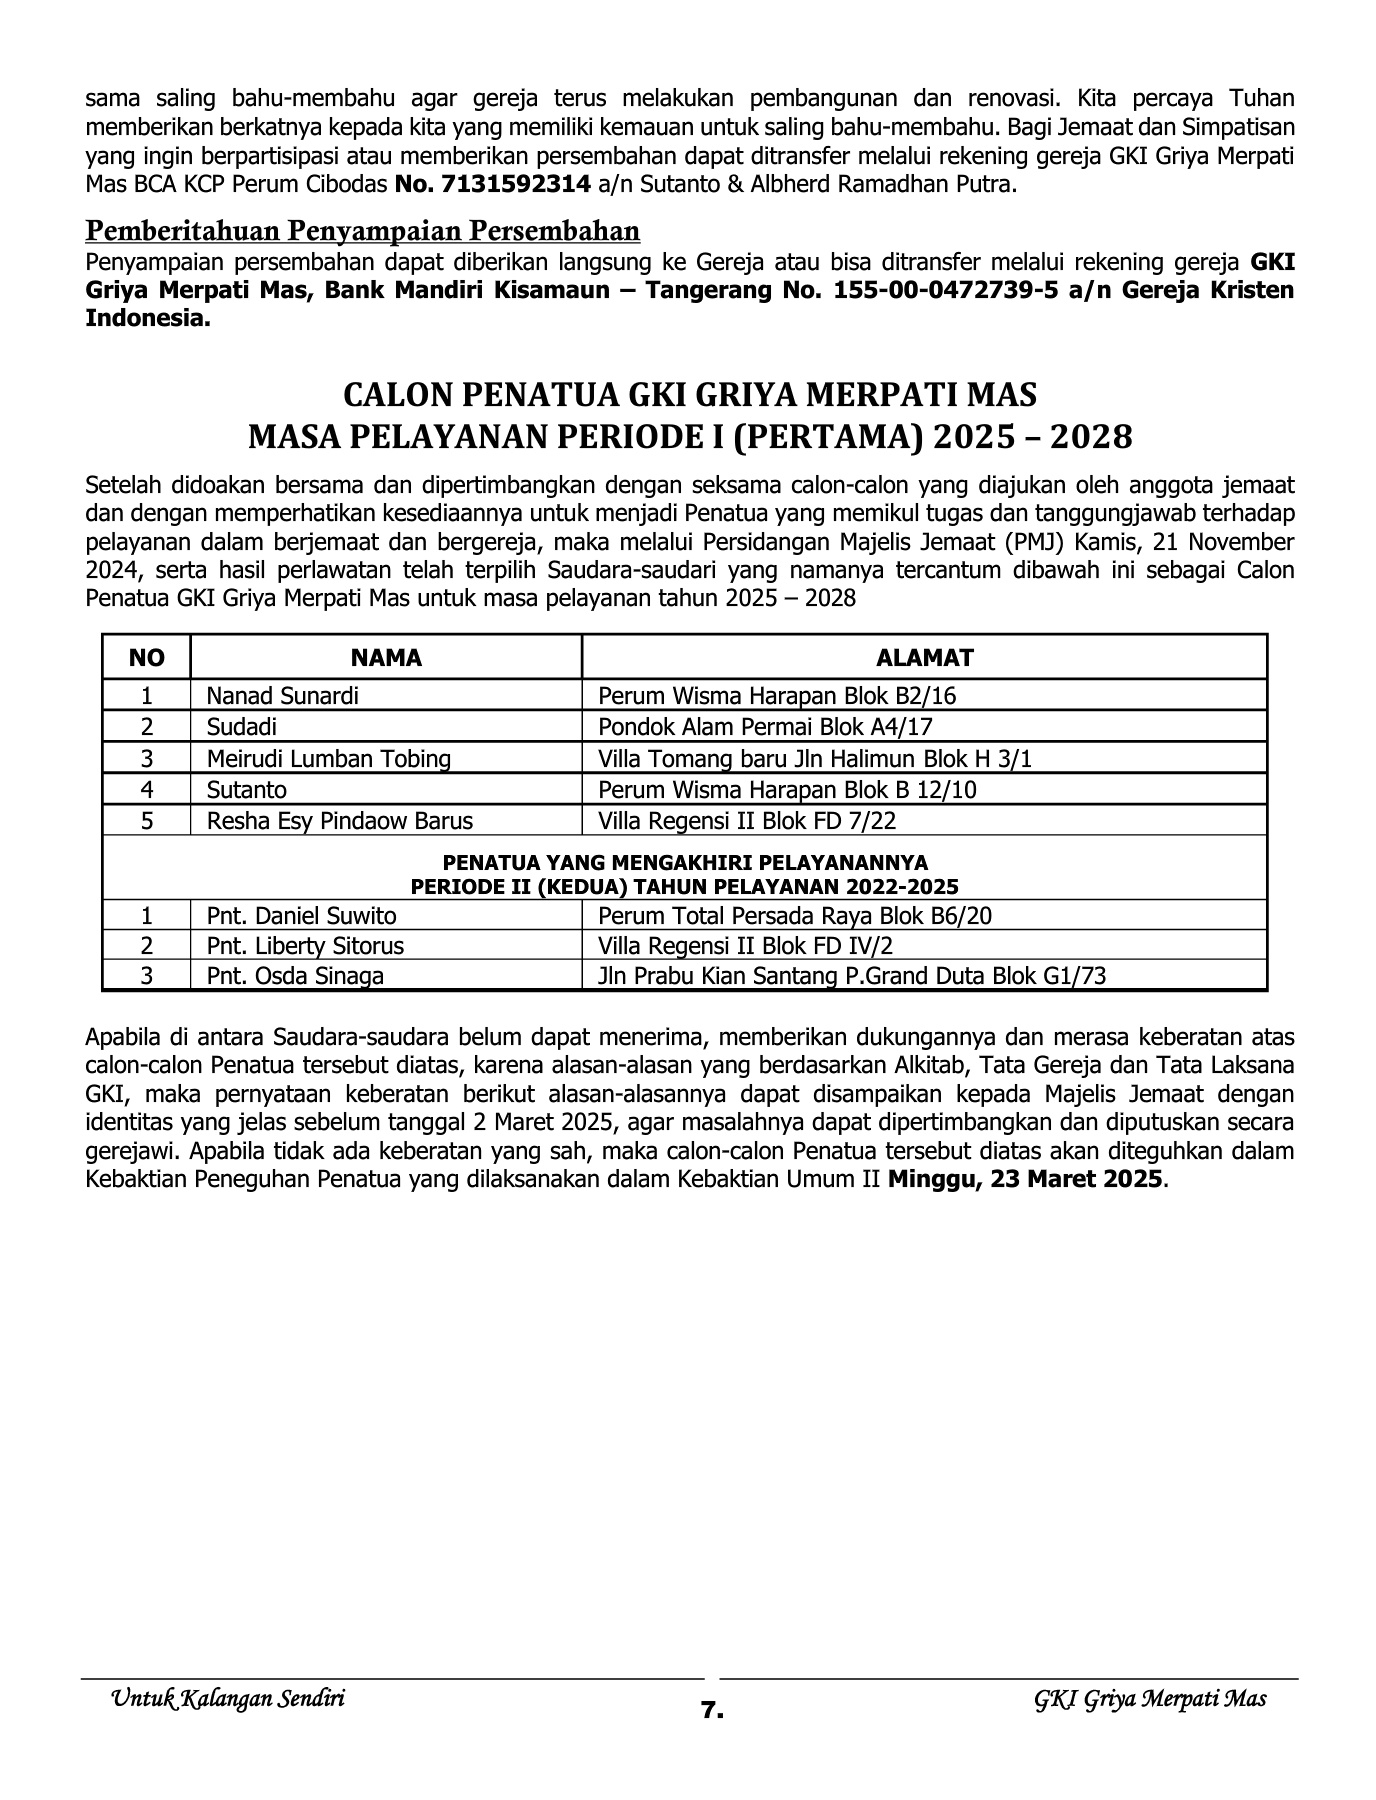 sama saling bahu-membahu agar gereja terus melakukan pembangunan dan renovasi. Kita percaya Tuhan
memberikan berkatnya kepada kita yang memiliki kemauan untuk saling bahu-membahu. Bagi Jemaat dan Simpatisan
yang ingin berpartisipasi atau memberikan persembahan dapat ditransfer melalui rekening gereja GKI Griya Merpati
Mas BCA KCP Perum Cibodas No. 7131592314 a/n Sutanto & Albherd Ramadhan Putra.
Pemberitahuan Penyampaian Persembahan
Penyampaian persembahan dapat diberikan langsung ke Gereja atau bisa ditransfer melalui rekening gereja GKI
Griya Merpati Mas, Bank Mandiri Kisamaun – Tangerang No. 155-00-0472739-5 a/n Gereja Kristen
Indonesia.
CALON PENATUA GKI GRIYA MERPATI MAS
MASA PELAYANAN PERIODE I (PERTAMA) 2025 – 2028
Setelah didoakan bersama dan dipertimbangkan dengan seksama calon-calon yang diajukan oleh anggota jemaat
dan dengan memperhatikan kesediaannya untuk menjadi Penatua yang memikul tugas dan tanggungjawab terhadap
pelayanan dalam berjemaat dan bergereja, maka melalui Persidangan Majelis Jemaat (PMJ) Kamis, 21 November
2024, serta hasil perlawatan telah terpilih Saudara-saudari yang namanya tercantum dibawah ini sebagai Calon
Penatua GKI Griya Merpati Mas untuk masa pelayanan tahun 2025 – 2028
NO NAMA ALAMAT
1 Nanad Sunardi Perum Wisma Harapan Blok B2/16
2 Sudadi Pondok Alam Permai Blok A4/17
3 Meirudi Lumban Tobing Villa Tomang baru Jln Halimun Blok H 3/1
4 Sutanto Perum Wisma Harapan Blok B 12/10
5 Resha Esy Pindaow Barus Villa Regensi II Blok FD 7/22
PENATUA YANG MENGAKHIRI PELAYANANNYA
PERIODE II (KEDUA) TAHUN PELAYANAN 2022-2025
1 Pnt. Daniel Suwito Perum Total Persada Raya Blok B6/20
2 Pnt. Liberty Sitorus Villa Regensi II Blok FD IV/2
3 Pnt. Osda Sinaga Jln Prabu Kian Santang P.Grand Duta Blok G1/73
Apabila di antara Saudara-saudara belum dapat menerima, memberikan dukungannya dan merasa keberatan atas
calon-calon Penatua tersebut diatas, karena alasan-alasan yang berdasarkan Alkitab, Tata Gereja dan Tata Laksana
GKI, maka pernyataan keberatan berikut alasan-alasannya dapat disampaikan kepada Majelis Jemaat dengan
identitas yang jelas sebelum tanggal 2 Maret 2025, agar masalahnya dapat dipertimbangkan dan diputuskan secara
gerejawi. Apabila tidak ada keberatan yang sah, maka calon-calon Penatua tersebut diatas akan diteguhkan dalam
Kebaktian Peneguhan Penatua yang dilaksanakan dalam Kebaktian Umum II Minggu, 23 Maret 2025.
Untuk Kalangan Sendiri
7.
GKI Griya Merpati Mas